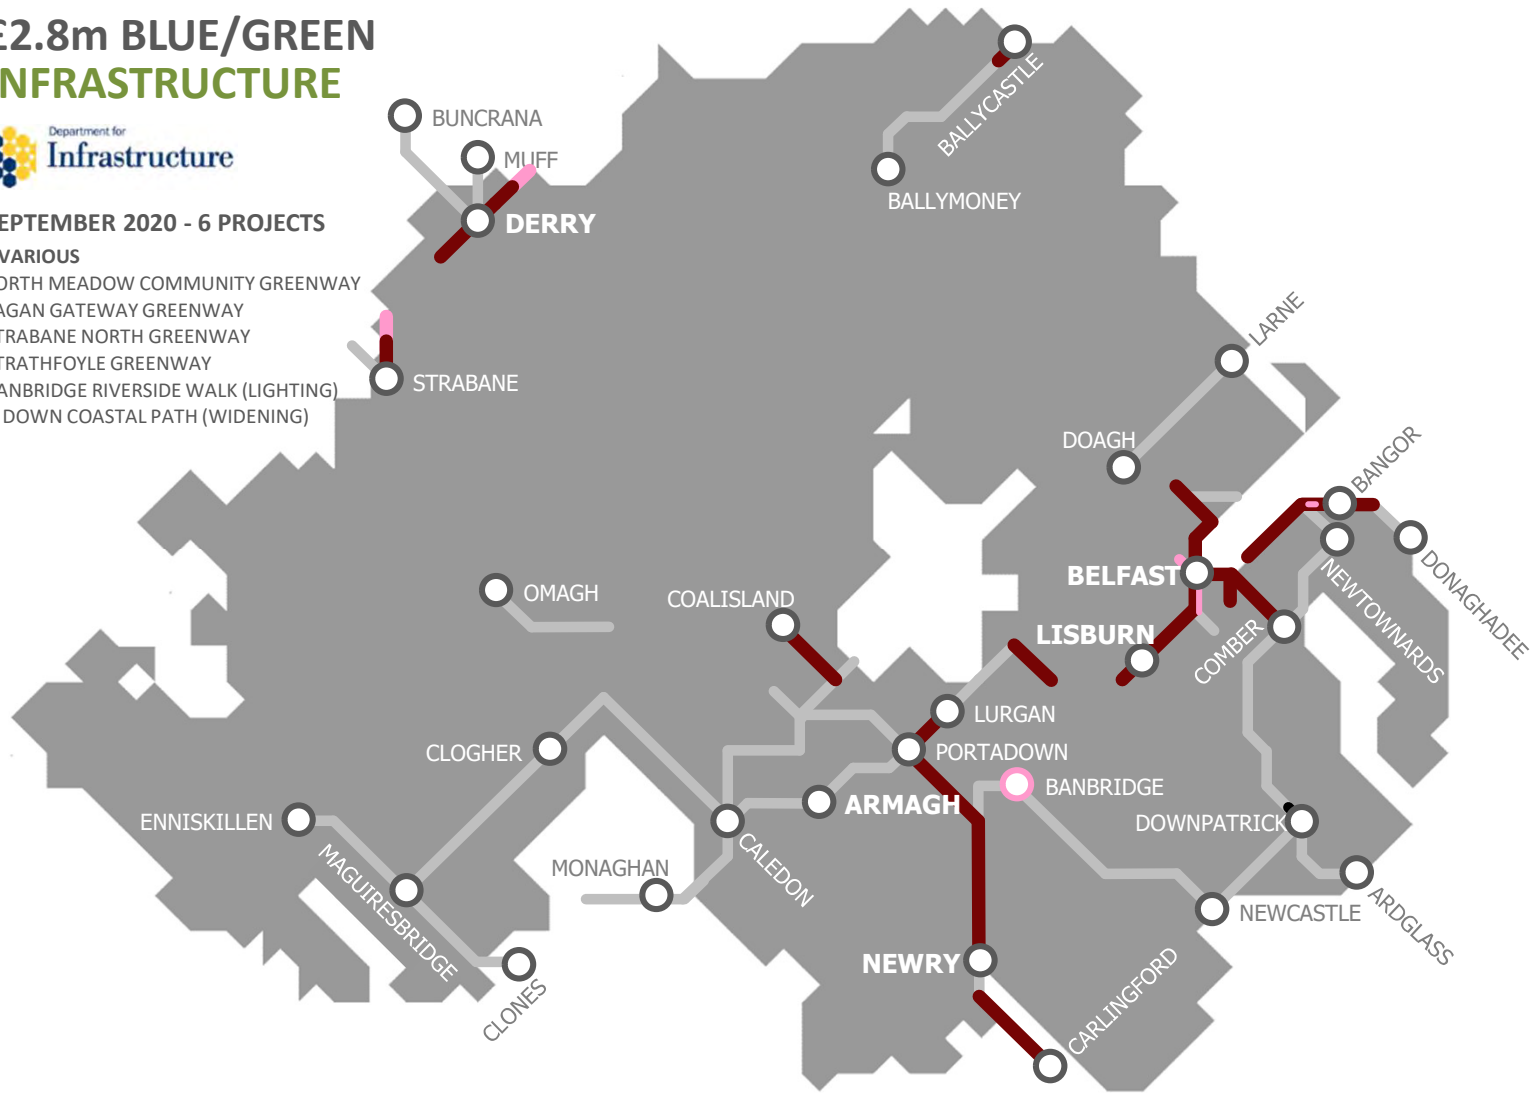 £2.8m BLUE/GREEN
NFRASTRUCTURE
Department for
Infrastructure
EPTEMBER 2020 - 6 PROJECTS
VARIOUS
ORTH MEADOW COMMUNITY GREENWAY
AGAN GATEWAY GREENWAY
TRABANE NORTH GREENWAY
TRATHFOYLE GREENWAY
ANBRIDGE RIVERSIDE WALK (LIGHTING)
DOWN COASTAL PATH (WIDENING)
BUNCRANA
MUFF
DERRY
STRABANE
BALLYCASTLE
BALLYMONEY
LARNE
DOAGH
BANGOR
DONAGHADEE
NEWTOWNARDS
BELFAST
LISBURN
COMBER
OMAGH
COALISLAND
LURGAN
PORTADOWN
BANBRIDGE
CLOGHER
ARMAGH
DOWNPATRICK
ENNISKILLEN
MAGUIRESBRIDGE
MONAGHAN
CALEDON
NEWCASTLE
ARDGLASS
NEWRY
CARLINGFORD
CLONES